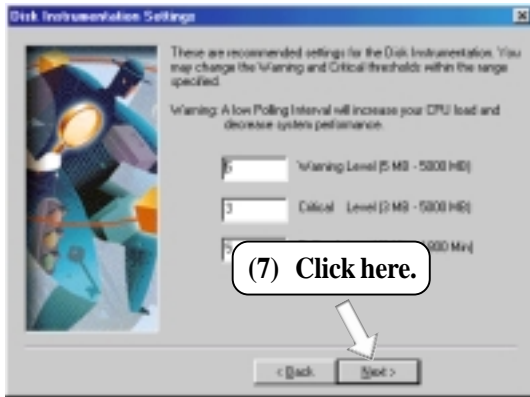 Disk Instrumentation Settings
These are recommended settings for the Disk Instrumentation. You
may change the Warning and Critical thresholds within the range
specified.
Warning: A low Polling Interval will increase your CPU load and
decrease system performance.
Warning Level (5 MB - 5000 MB)
3 Critical Level (3 MB - 5000 MB)
Min)
(7) Click here.
< Back Next >